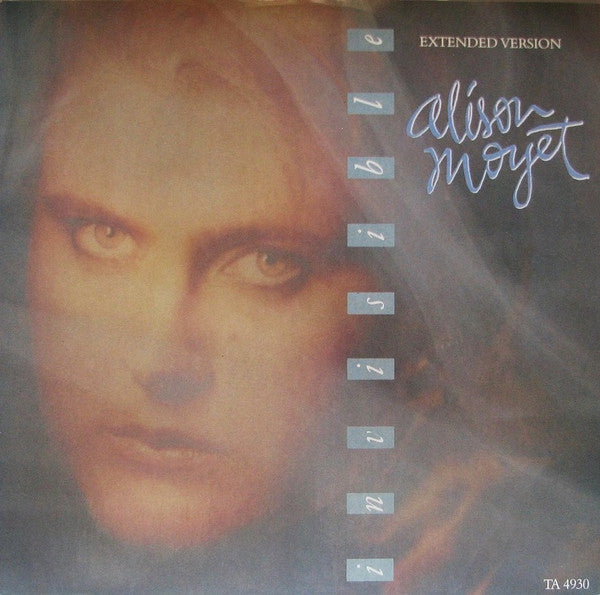 EXTENDED VERSION
alison
moyet
invisible
TA 4930